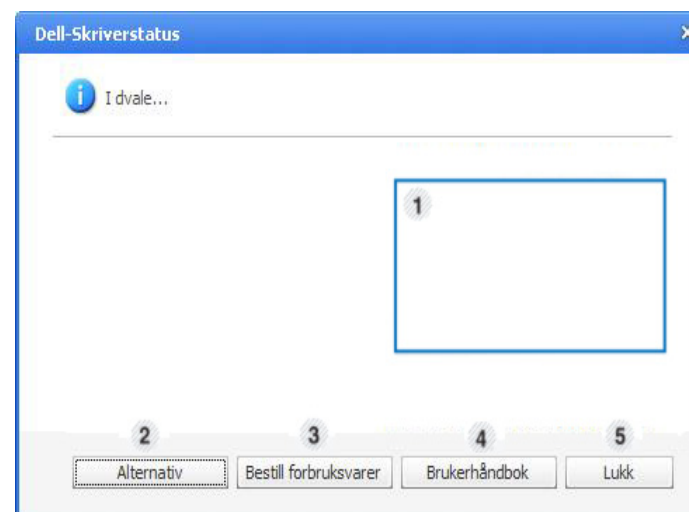 Dell-Skriverstatus
I dvale...
1
2 3 4 5
Alternativ Bestill forbruksvarer Brukerhåndbok Lukk